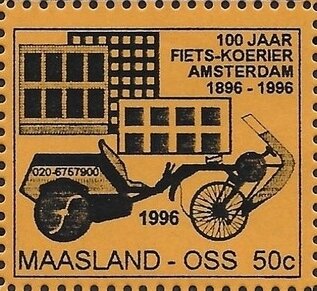 100 JAAR
FIETS-KOERIER
AMSTERDAM
1896 - 1996
020-6757900
1996
MAASLAND - OSS 50c